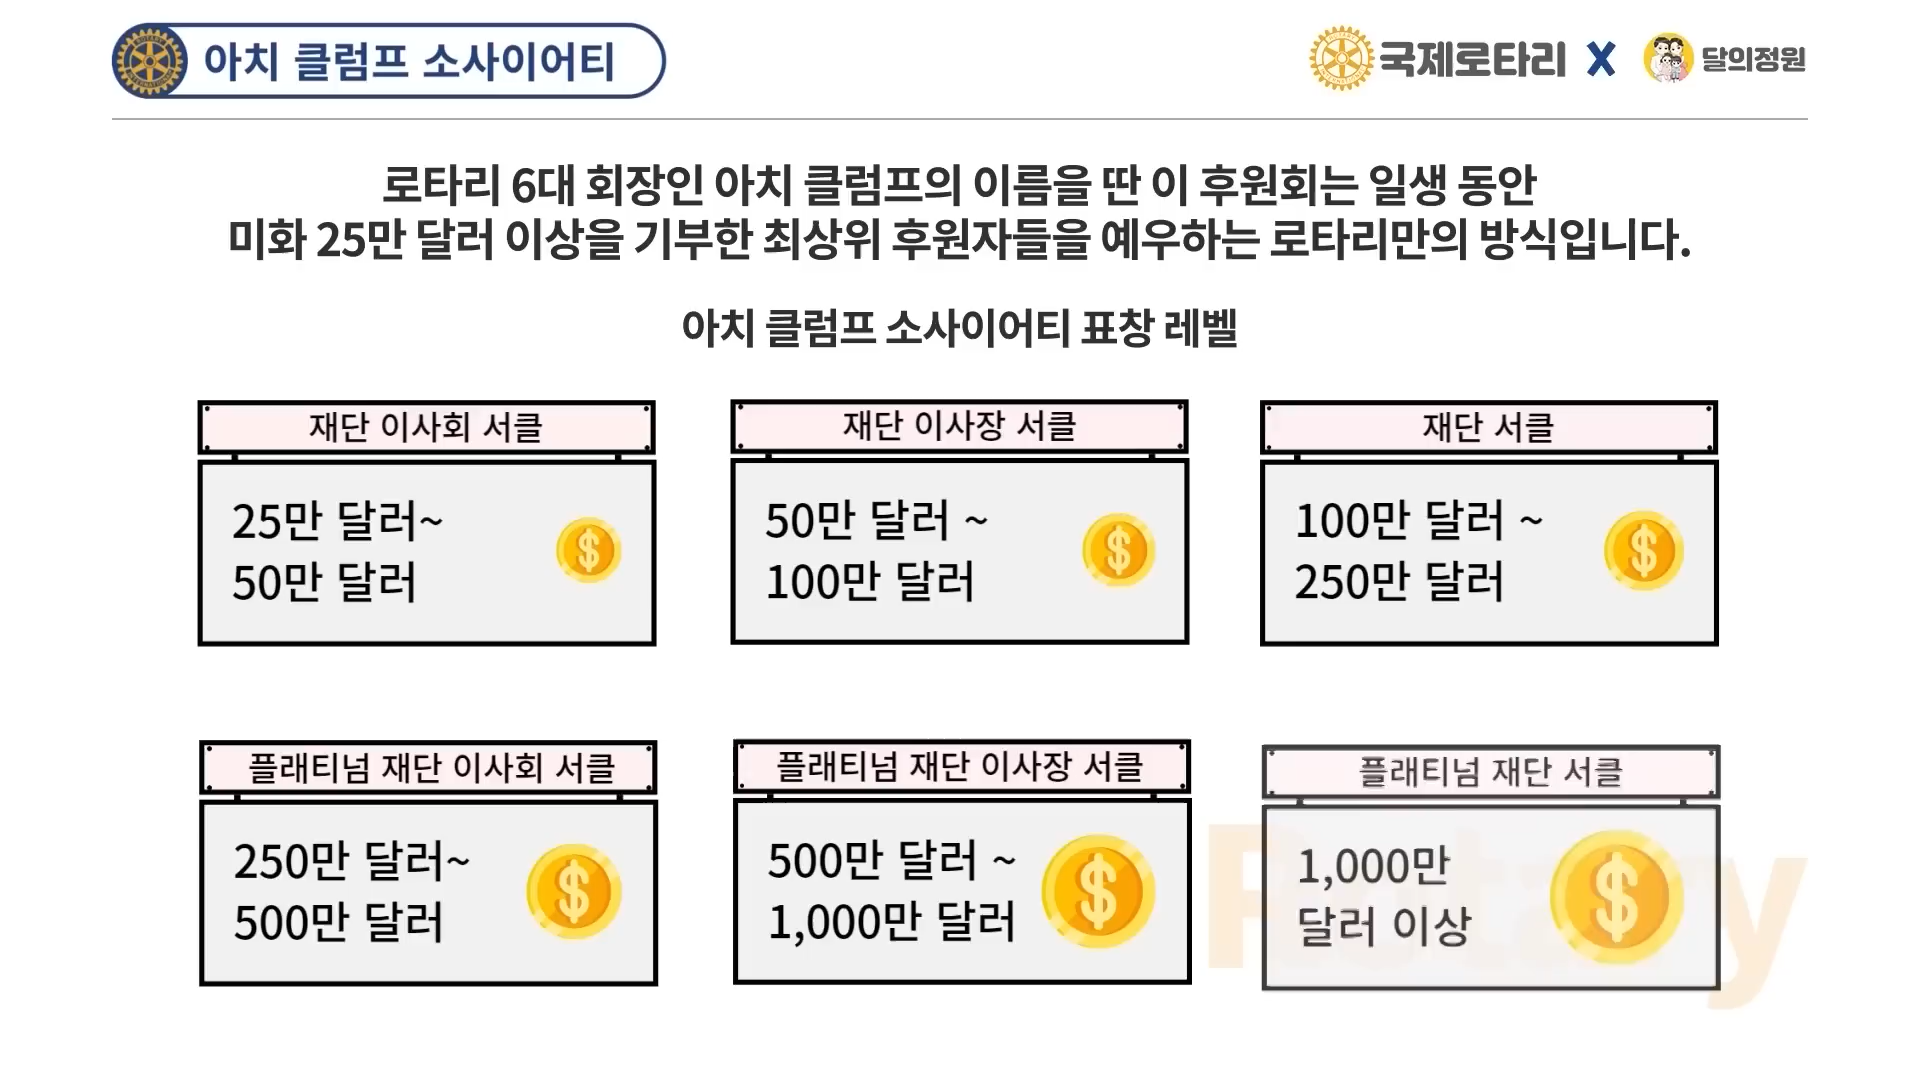 아치 클럼프 소사이어티
국제로타리 X 달의정원
로타리 6대 회장인 아치 클럼프의 이름을 딴 이 후원회는 일생 동안
미화 25만 달러 이상을 기부한 최상위 후원자들을 예우하는 로타리만의 방식입니다.
아치 클럼프 소사이어티 표창 레벨
재단 이사회 서클
25만 달러~
50만 달러
재단 이사장 서클
50만 달러 ~
100만 달러
재단 서클
100만 달러 ~
250만 달러
플래티넘 재단 이사회 서클
250만 달러~
500만 달러
플래티넘 재단 이사장 서클
500만 달러 ~
1,000만 달러
플래티넘 재단 서클
1,000만
달러 이상
Rotary